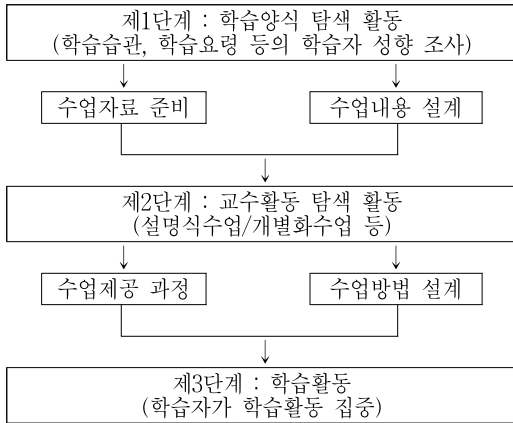 제1단계 : 학습양식 탐색 활동
(학습습관, 학습요령 등의 학습자 성향 조사)
수업자료 준비
수업내용 설계
제2단계 : 교수활동 탐색 활동
(설명식수업/개별화수업 등)
수업제공 과정
수업방법 설계
제3단계 : 학습활동
(학습자가 학습활동 집중)